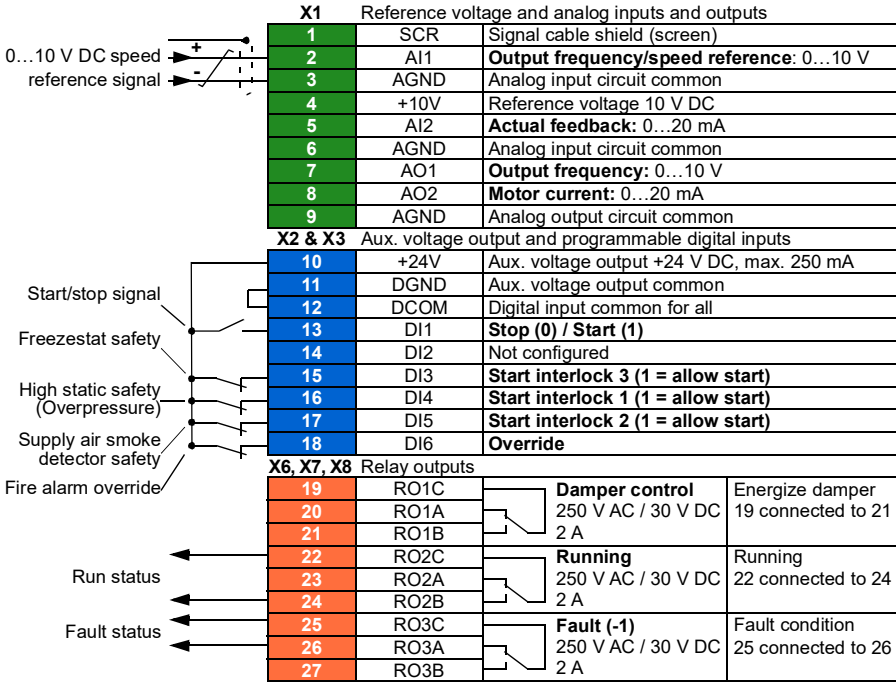 X1 Reference voltage and analog inputs and outputs
1 SCR Signal cable shield (screen)
0…10 V DC speed + 2 AI1 Output frequency/speed reference: 0…10 V
reference signal - 3 AGND Analog input circuit common
4 +10V Reference voltage 10 V DC
5 AI2 Actual feedback: 0…20 mA
6 AGND Analog input circuit common
7 AO1 Output frequency: 0…10 V
8 AO2 Motor current: 0…20 mA
9 AGND Analog output circuit common
X2 & X3 Aux. voltage output and programmable digital inputs
10 +24V Aux. voltage output +24 V DC, max. 250 mA
Start/stop signal 11 DGND Aux. voltage output common
12 DCOM Digital input common for all
Freezestat safety 13 DI1 Stop (0) / Start (1)
14 DI2 Not configured
High static safety 15 DI3 Start interlock 3 (1 = allow start)
(Overpressure) 16 DI4 Start interlock 1 (1 = allow start)
Supply air smoke 17 DI5 Start interlock 2 (1 = allow start)
detector safety 18 DI6 Override
X6, X7, X8 Relay outputs
Fire alarm override 19 RO1C Damper control Energize damper
20 RO1A 250 V AC / 30 V DC 19 connected to 21
21 RO1B 2 A
22 RO2C Running Running
Run status 23 RO2A 250 V AC / 30 V DC 22 connected to 24
24 RO2B 2 A
Fault status 25 RO3C Fault (-1) Fault condition
26 RO3A 250 V AC / 30 V DC 25 connected to 26
27 RO3B 2 A